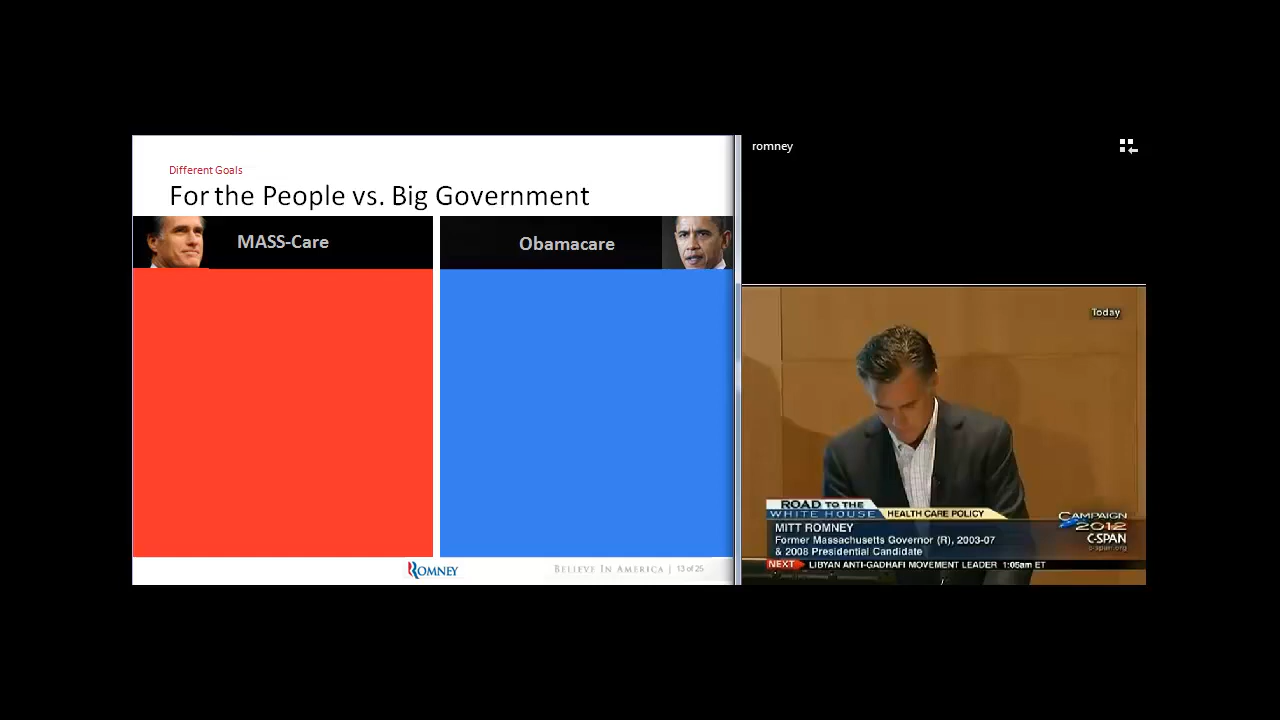 Different Goals
For the People vs. Big Government
MASS-Care
Obamacare
ROMNEY
BELIEVE IN AMERICA | 13 of 25
romney
Today
ROAD TO THE
WHITE HOUSE
HEALTH CARE POLICY
MITT ROMNEY
Former Massachusetts Governor (R), 2003-07
& 2008 Presidential Candidate
CAMPAIGN
2012
C-SPAN
c-span.org
NEXT LIBYAN ANTI-GADHAFI MOVEMENT LEADER 1:05am ET